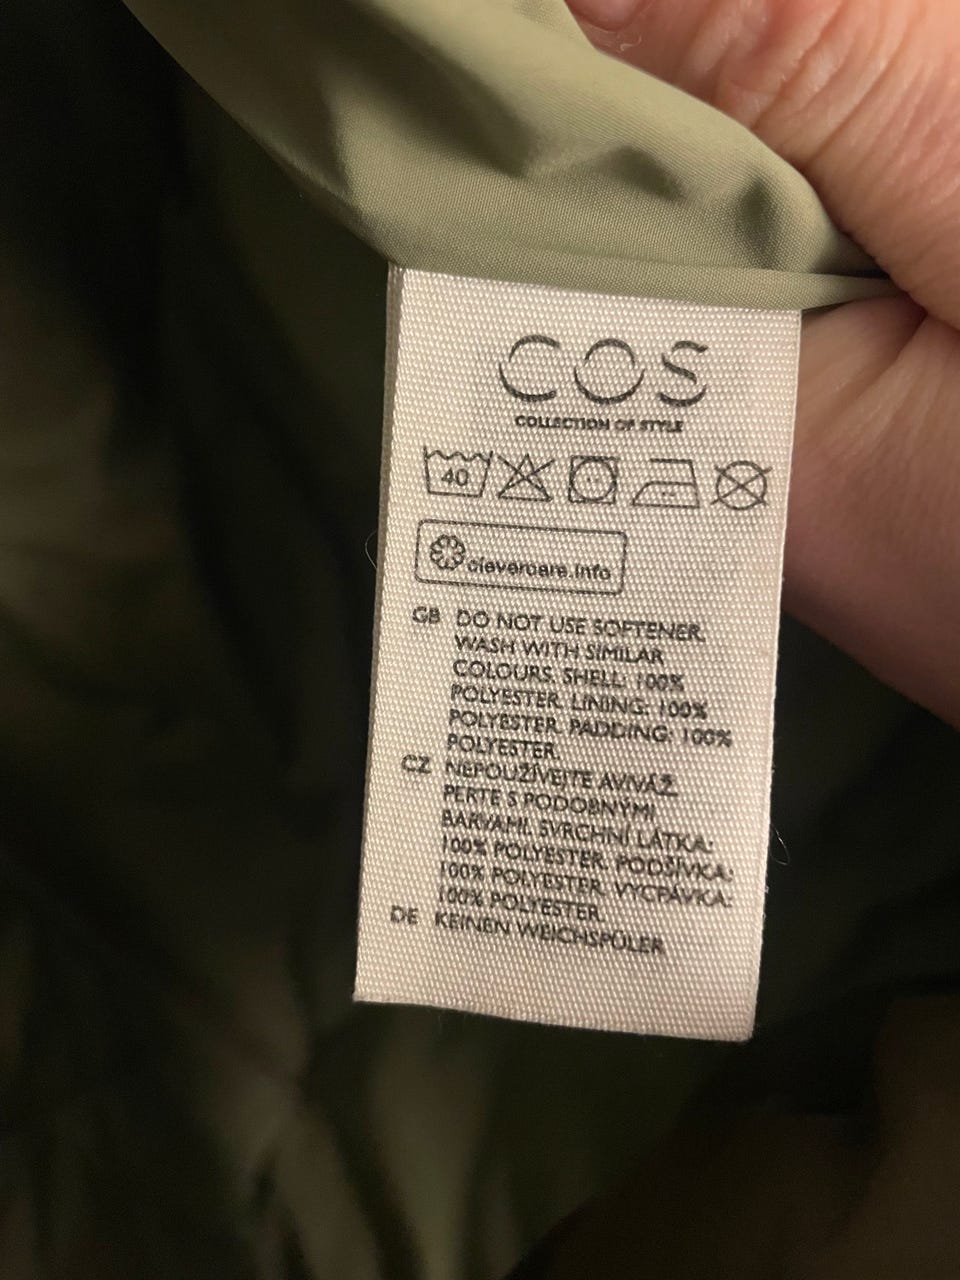 COS
COLLECTION OF STYLE
40
clevercare.info
GB DO NOT USE SOFTENER.
WASH WITH SIMILAR
COLOURS. SHELL: 100%
POLYESTER. LINING: 100%
POLYESTER. PADDING: 100%
POLYESTER.
CZ NEPOUŽÍVEJTE AVIVÁŽ.
PERTE S PODOBNÝMI
BARVAMI. SVRCHNÍ LÁTKA:
100% POLYESTER. PODŠÍVKA:
100% POLYESTER. VYCPÁVKA:
100% POLYESTER.
DE KEINEN WEICHSPÜLER